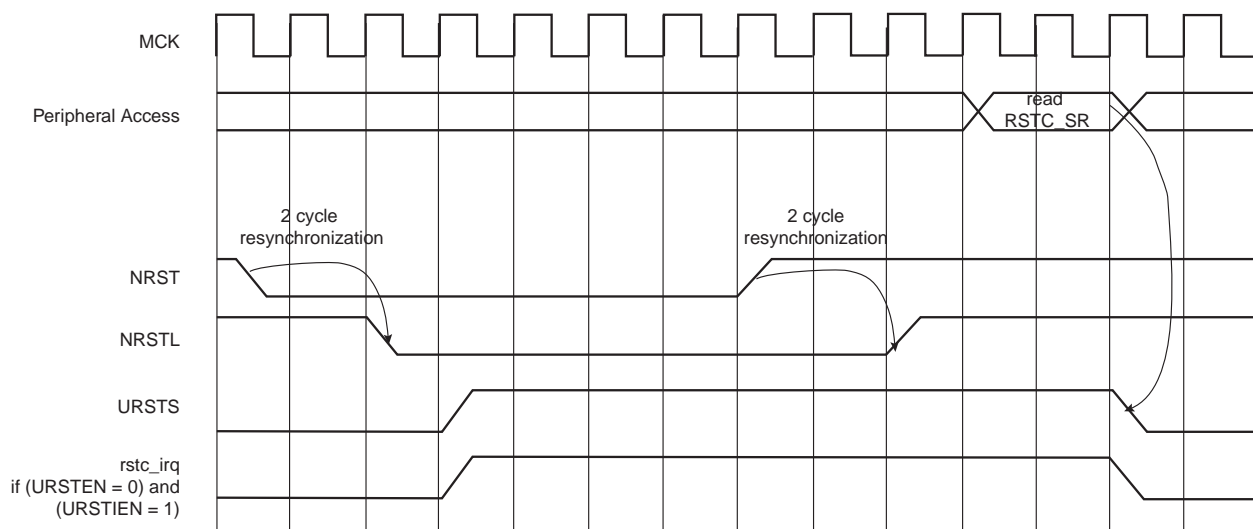 MCK
Peripheral Access
read
RSTC_SR
2 cycle
resynchronization
2 cycle
resynchronization
NRST
NRSTL
URSTS
rstc_irq
if (URSTEN = 0) and
(URSTIEN = 1)